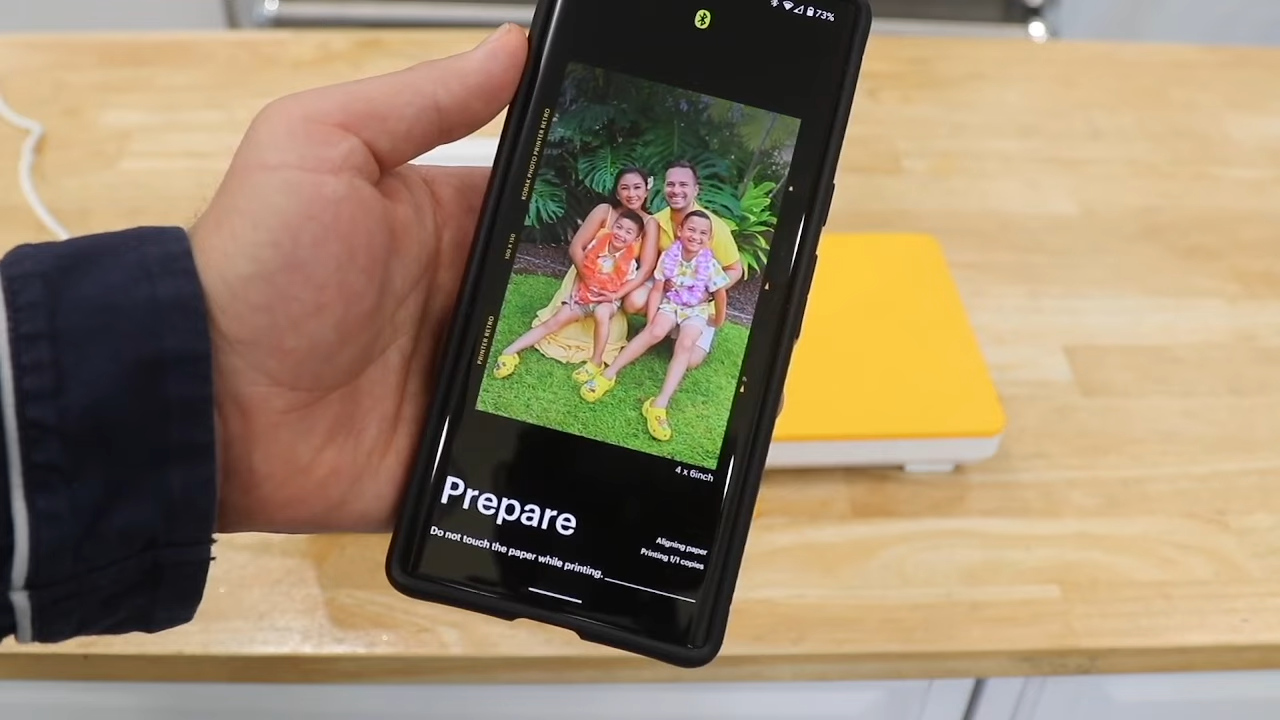 73%
KODAK PHOTO PRINTER RETRO
100 X 150
PRINTER RETRO
4 x 6inch
Prepare
Do not touch the paper while printing.
Aligning paper
Printing 1/1 copies